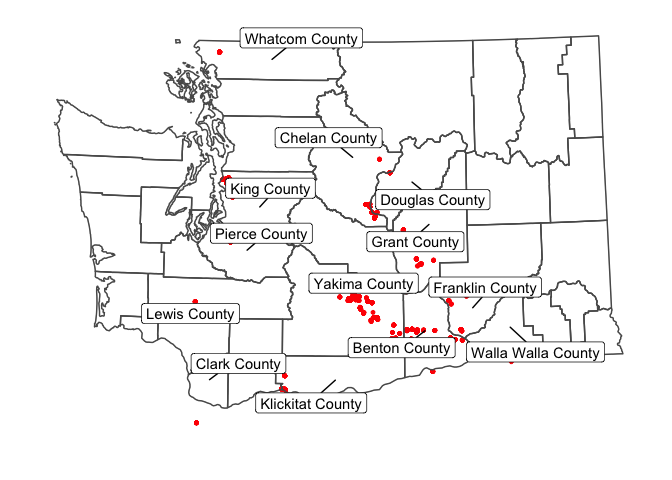 Whatcom County
Chelan County
King County
Douglas County
Pierce County
Grant County
Yakima County
Franklin County
Lewis County
Benton County
Walla Walla County
Clark County
Klickitat County